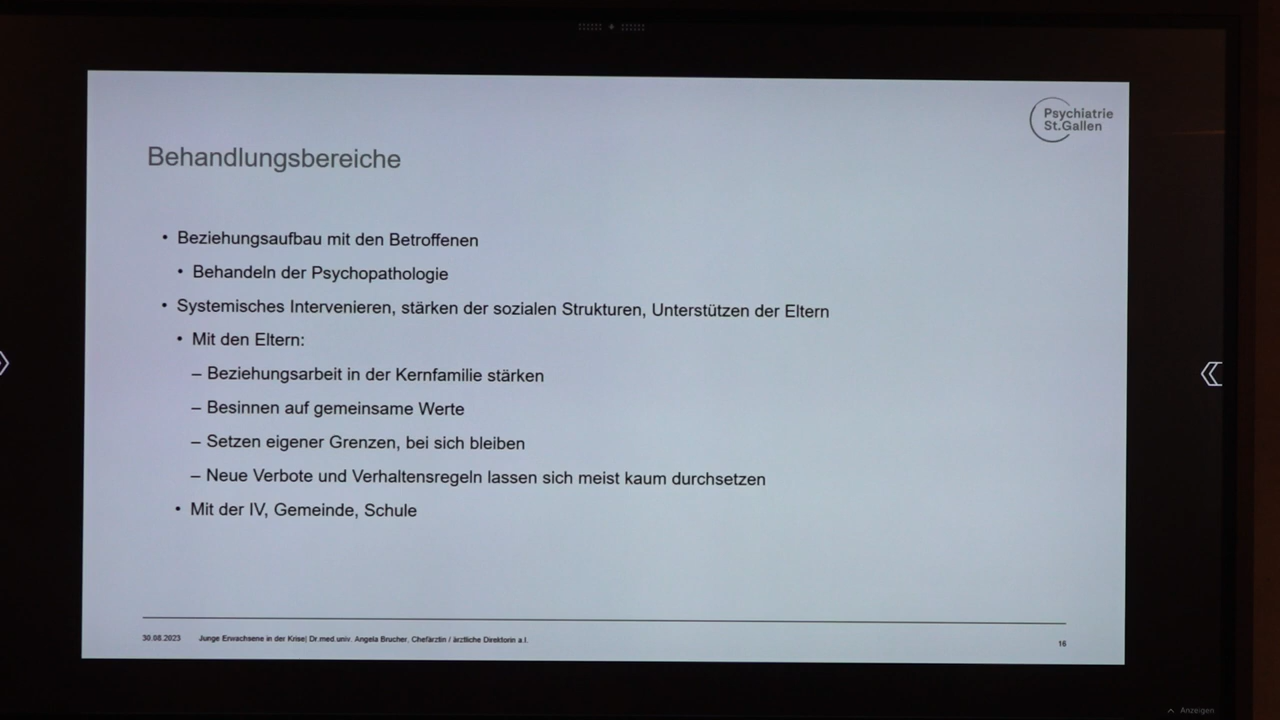 Psychiatrie
St.Gallen
Behandlungsbereiche
• Beziehungsaufbau mit den Betroffenen
• Behandeln der Psychopathologie
• Systemisches Intervenieren, stärken der sozialen Strukturen, Unterstützen der Eltern
• Mit den Eltern:
– Beziehungsarbeit in der Kernfamilie stärken
– Besinnen auf gemeinsame Werte
– Setzen eigener Grenzen, bei sich bleiben
– Neue Verbote und Verhaltensregeln lassen sich meist kaum durchsetzen
• Mit der IV, Gemeinde, Schule
30.08.2023 Junge Erwachsene in der Krise| Dr.med.univ. Angela Brucher, Chefärztin / ärztliche Direktorin a.I. 16
Anzeigen